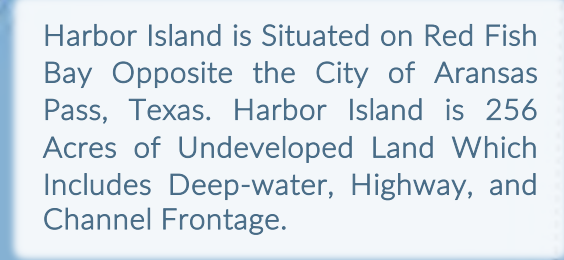 Harbor Island is Situated on Red Fish
Bay Opposite the City of Aransas
Pass, Texas. Harbor Island is 256
Acres of Undeveloped Land Which
Includes Deep-water, Highway, and
Channel Frontage.